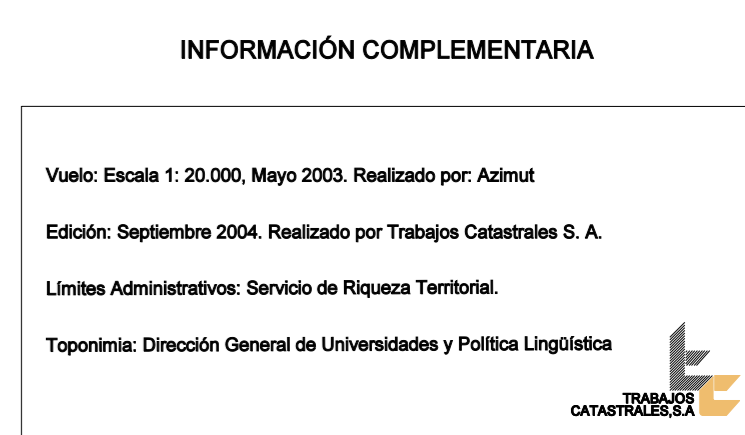 INFORMACIÓN COMPLEMENTARIA
Vuelo: Escala 1: 20.000, Mayo 2003. Realizado por: Azimut
Edición: Septiembre 2004. Realizado por Trabajos Catastrales S. A.
Límites Administrativos: Servicio de Riqueza Territorial.
Toponimia: Dirección General de Universidades y Política Lingüística
TRABAJOS
CATASTRALES,S.A